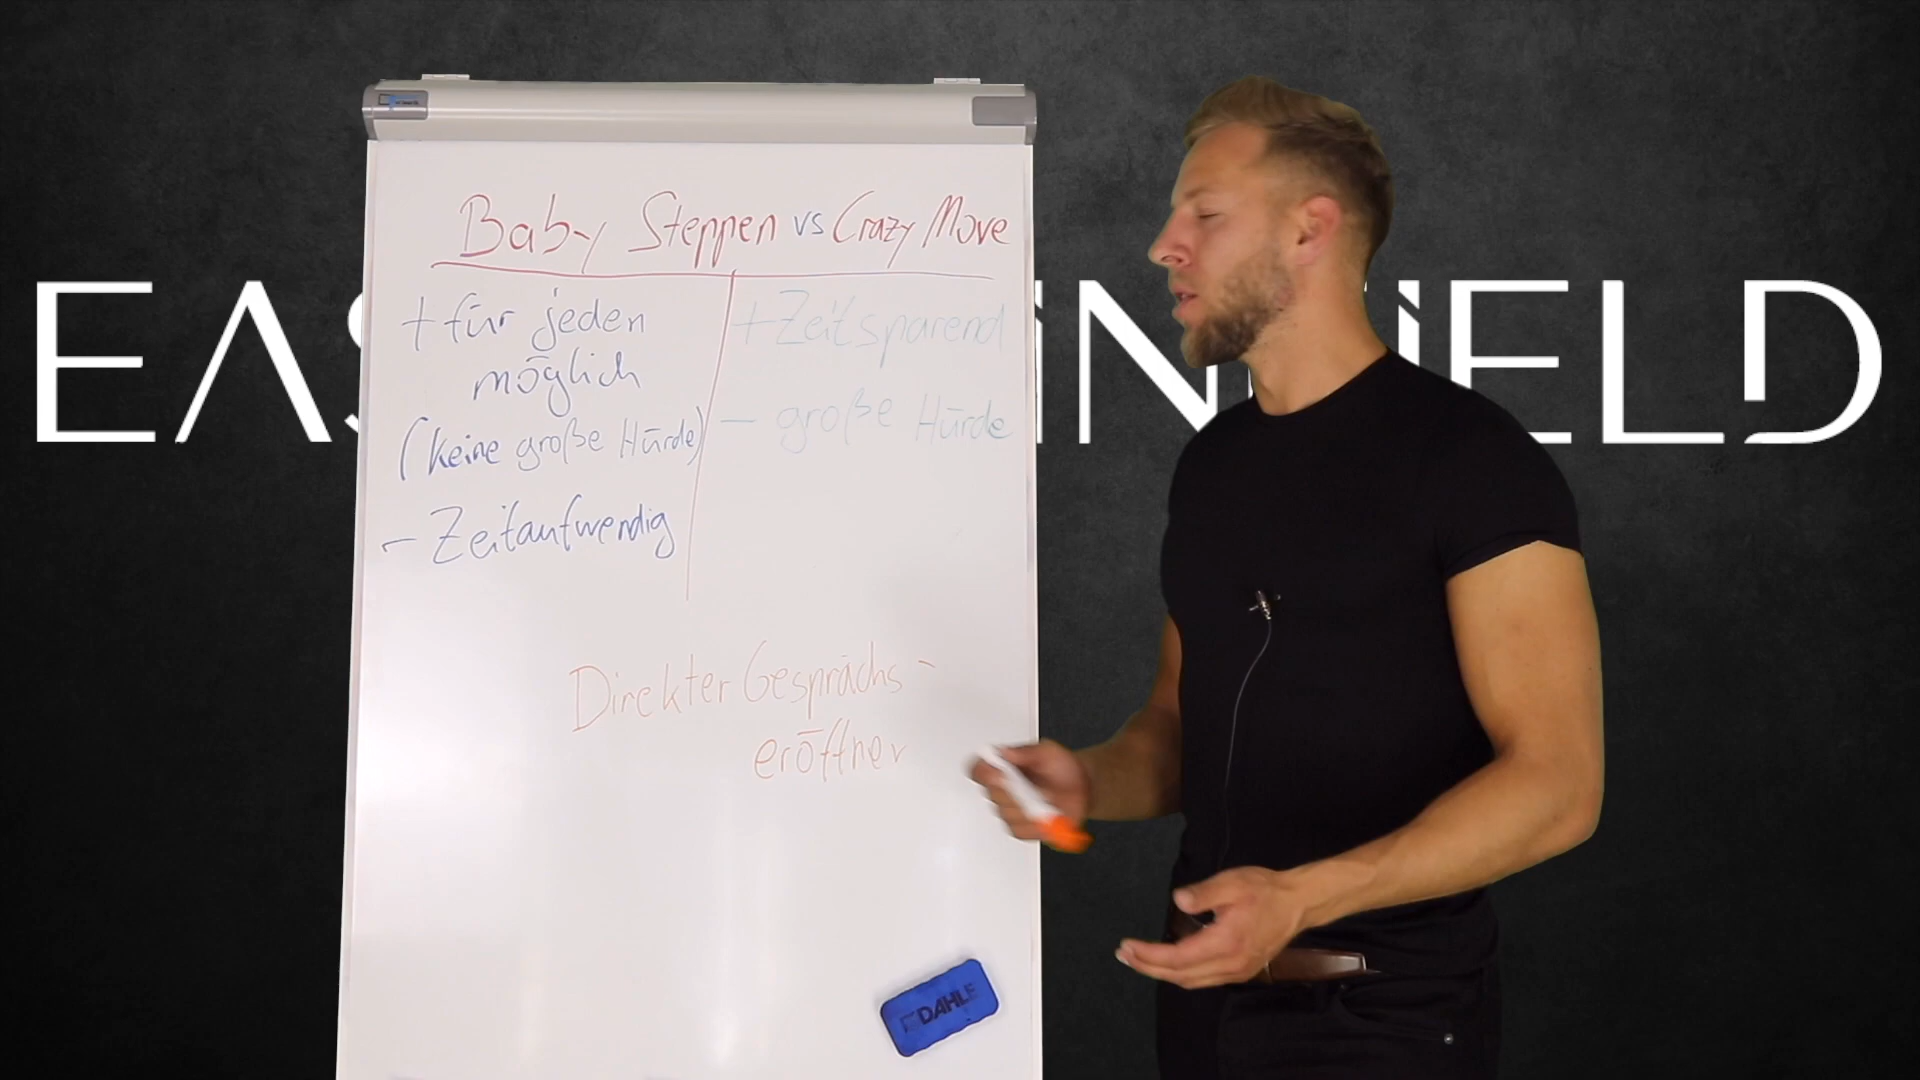 Baby Steppen vs Crazy Move
+ für jeden
möglich
(keine große Hürde)
- Zeitaufwendig
+ Zeitsparend
- große Hürde
Direkter Gesprächs-
eröffner
DAHLE